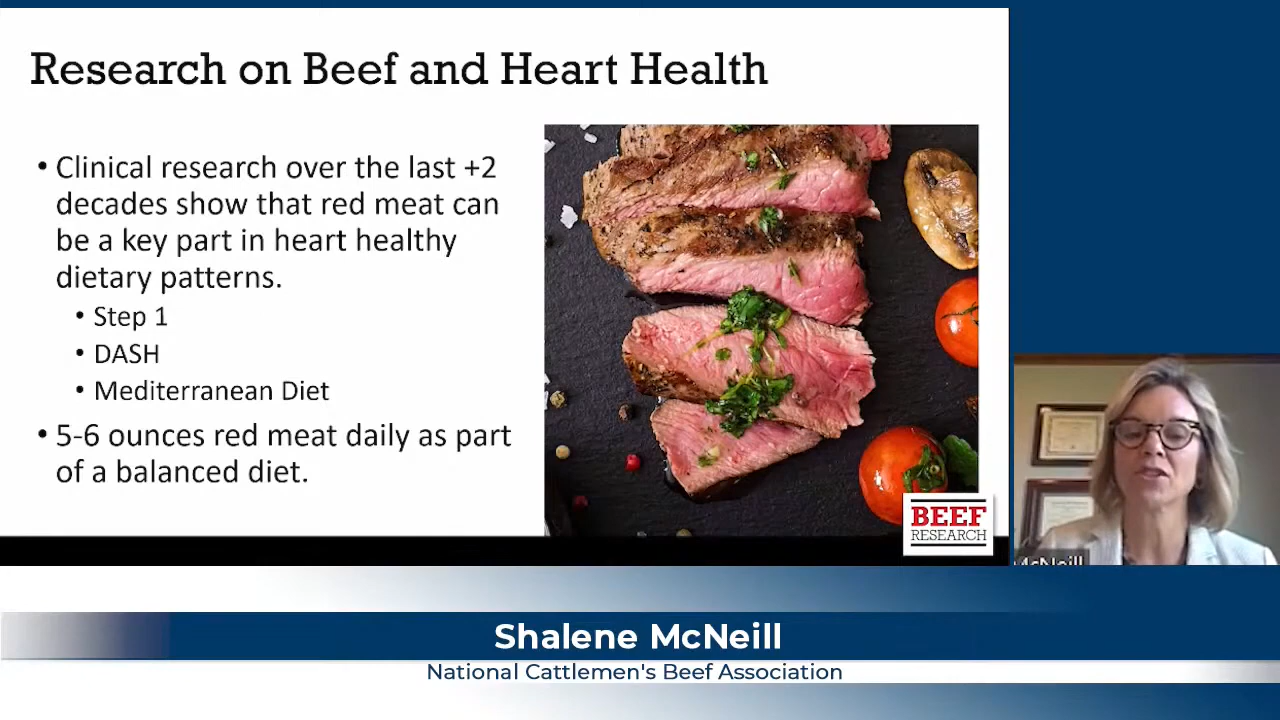 Research on Beef and Heart Health
• Clinical research over the last +2
decades show that red meat can
be a key part in heart healthy
dietary patterns.
• Step 1
• DASH
• Mediterranean Diet
• 5-6 ounces red meat daily as part
of a balanced diet.
BEEF
RESEARCH
McNeill
Shalene McNeill
National Cattlemen's Beef Association